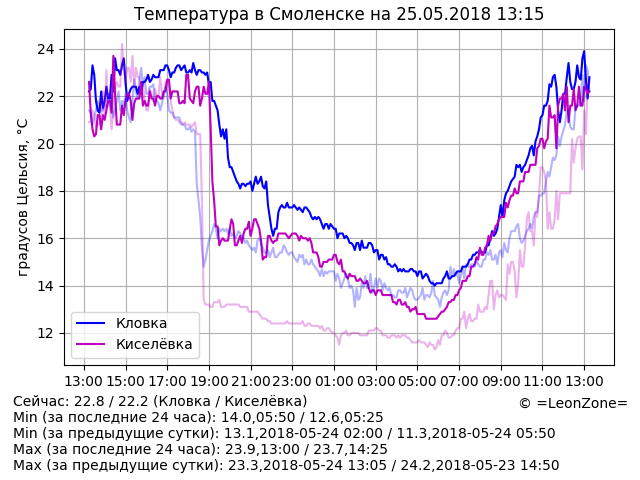 Температура в Смоленске на 25.05.2018 13:15
градусов Цельсия, °C
24
22
20
18
16
14
12
Кловка
Киселёвка
13:00 15:00 17:00 19:00 21:00 23:00 01:00 03:00 05:00 07:00 09:00 11:00 13:00
Сейчас: 22.8 / 22.2 (Кловка / Киселёвка)
© =LeonZone=
Min (за последние 24 часа): 14.0,05:50 / 12.6,05:25
Min (за предыдущие сутки): 13.1,2018-05-24 02:00 / 11.3,2018-05-24 05:50
Max (за последние 24 часа): 23.9,13:00 / 23.7,14:25
Max (за предыдущие сутки): 23.3,2018-05-24 13:05 / 24.2,2018-05-23 14:50